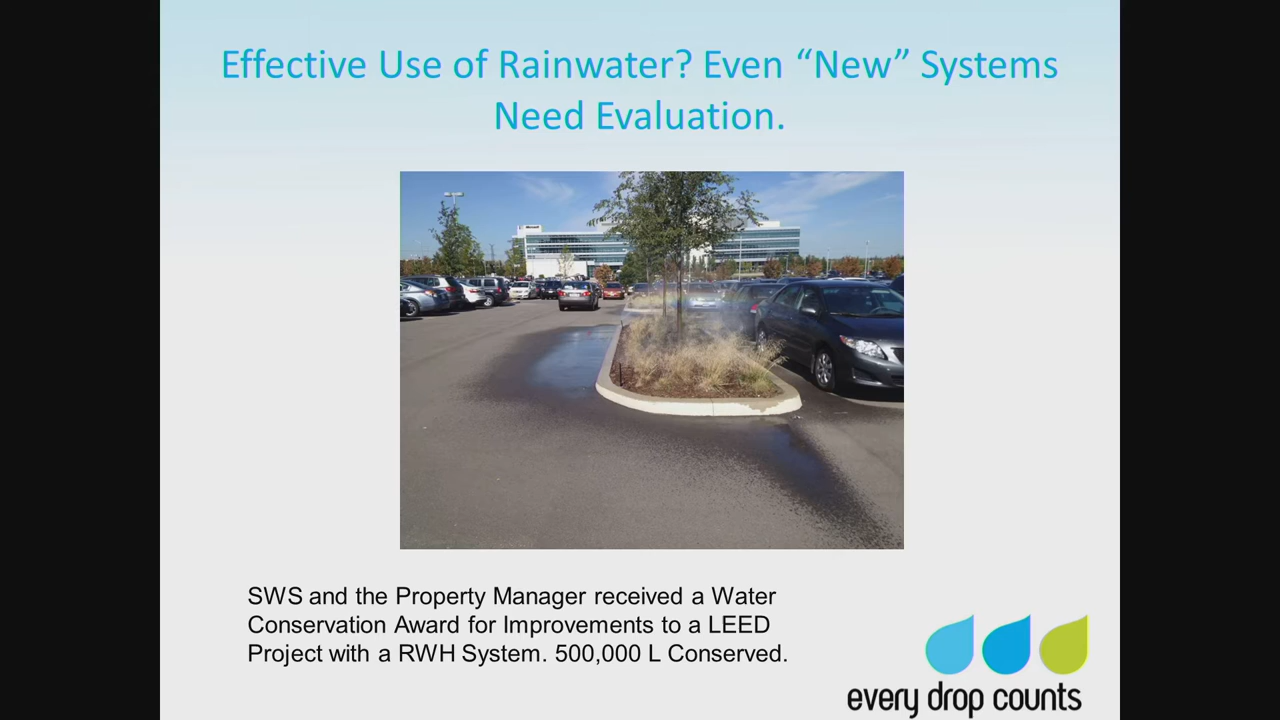 Effective Use of Rainwater? Even “New” Systems
Need Evaluation.
SWS and the Property Manager received a Water
Conservation Award for Improvements to a LEED
Project with a RWH System. 500,000 L Conserved.
every drop counts